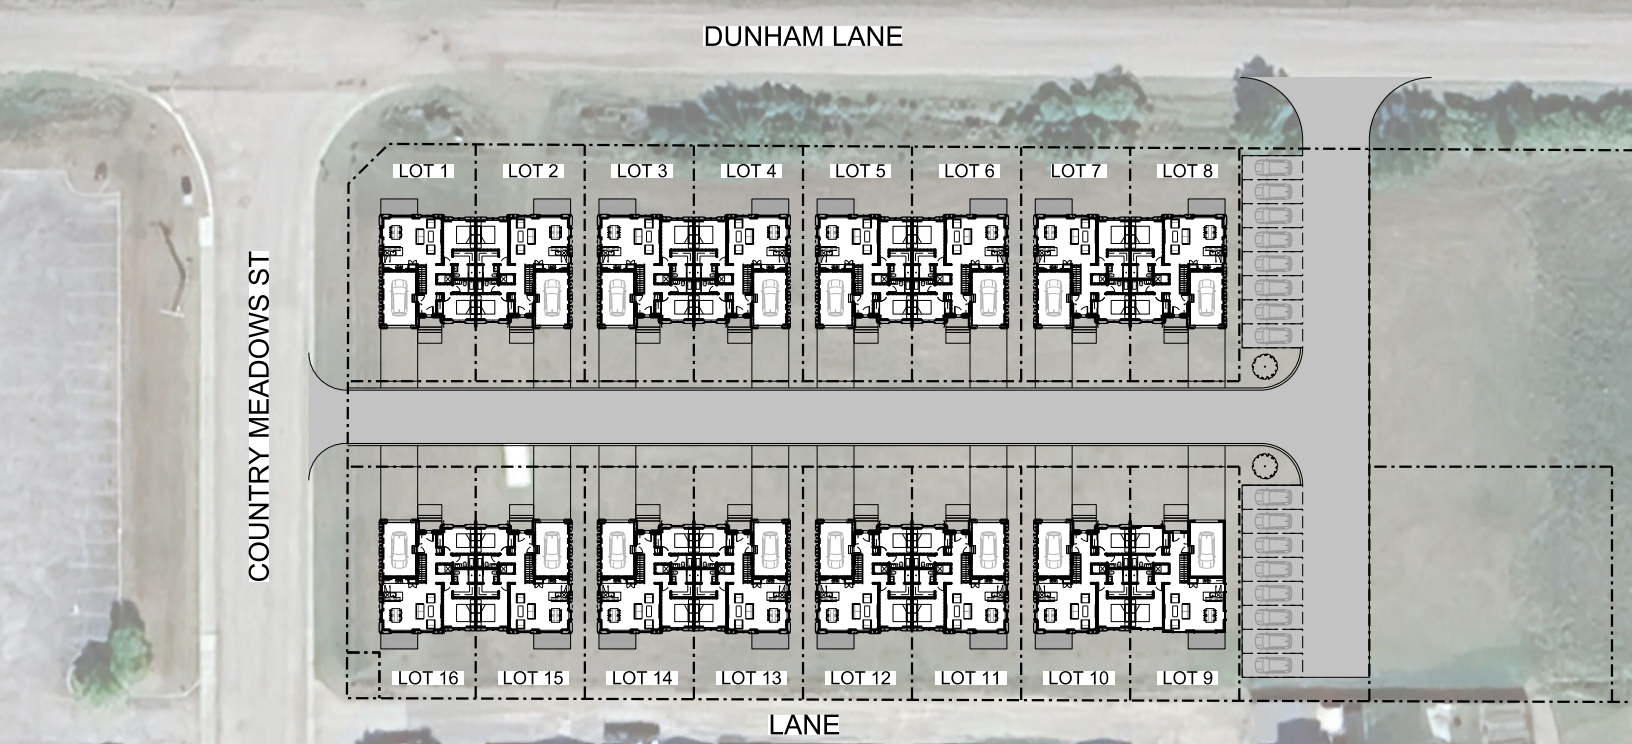 DUNHAM LANE
LOT 1
LOT 2
LOT 3
LOT 4
LOT 5
LOT 6
LOT 7
LOT 8
COUNTRY MEADOWS ST
LOT 16
LOT 15
LOT 14
LOT 13
LOT 12
LOT 11
LOT 10
LOT 9
LANE